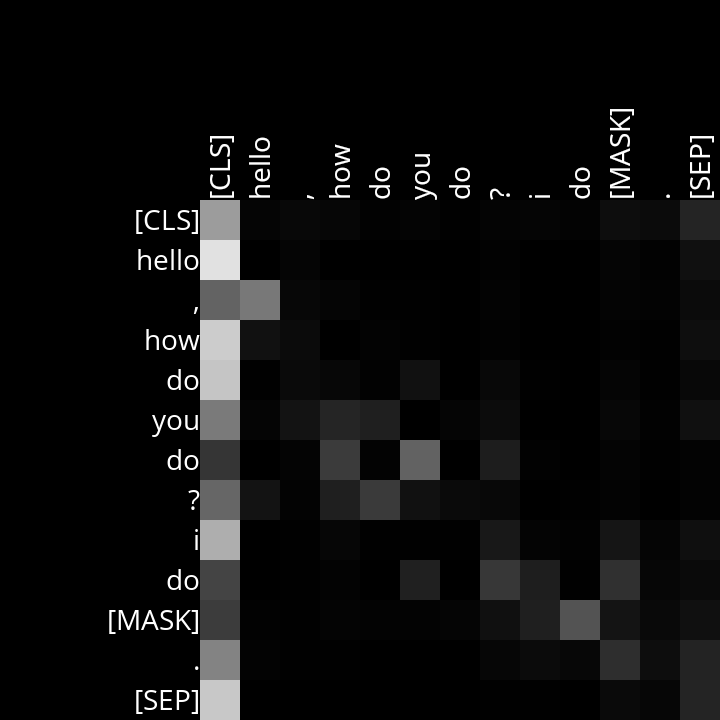 [CLS] hello , how do you do ? i do [MASK] . [SEP]
[CLS]
hello
,
how
do
you
do
?
i
do
[MASK]
.
[SEP]